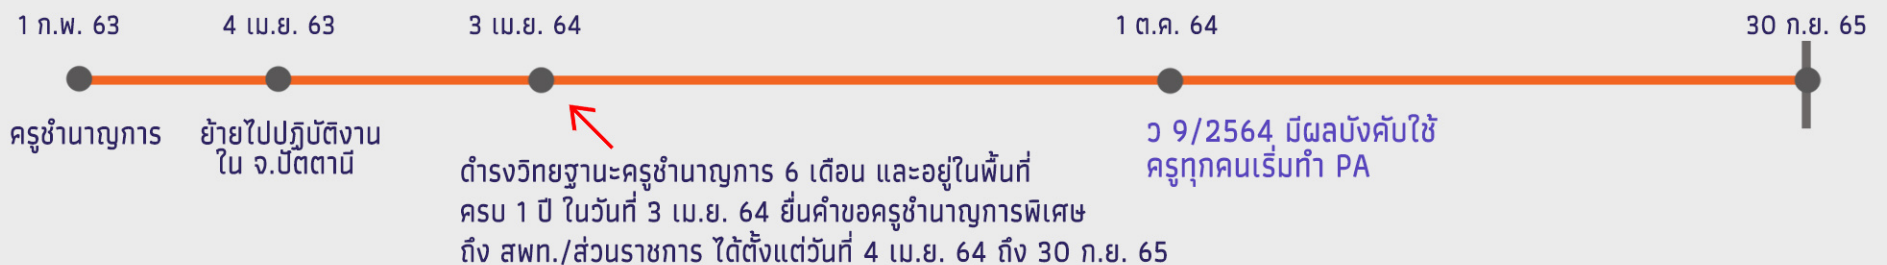 1 ก.พ. 63
4 เม.ย. 63
3 เม.ย. 64
1 ต.ค. 64
30 ก.ย. 65
ครูชำนาญการ
ย้ายไปปฏิบัติงาน
ใน จ.ปัตตานี
ดำรงวิทยฐานะครูชำนาญการ 6 เดือน และอยู่ในพื้นที่
ครบ 1 ปี ในวันที่ 3 เม.ย. 64 ยื่นคำขอครูชำนาญการพิเศษ
ถึง สพท./ส่วนราชการ ได้ตั้งแต่วันที่ 4 เม.ย. 64 ถึง 30 ก.ย. 65
ว 9/2564 มีผลบังคับใช้
ครูทุกคนเริ่มทำ PA